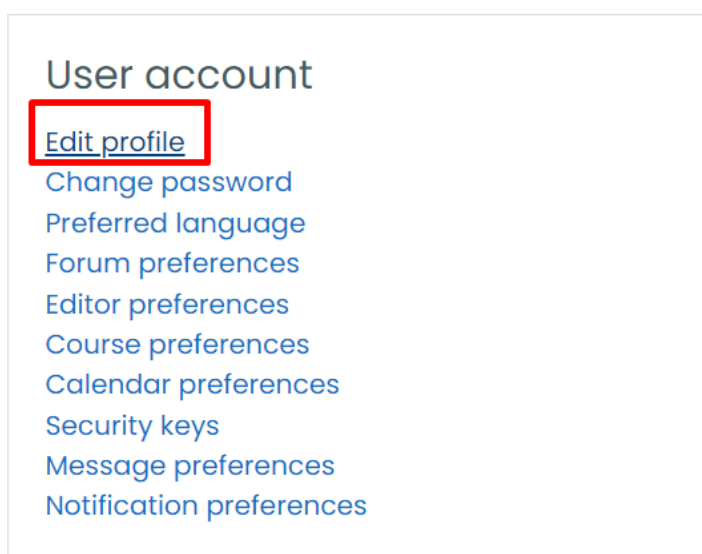 User account
Edit profile
Change password
Preferred language
Forum preferences
Editor preferences
Course preferences
Calendar preferences
Security keys
Message preferences
Notification preferences